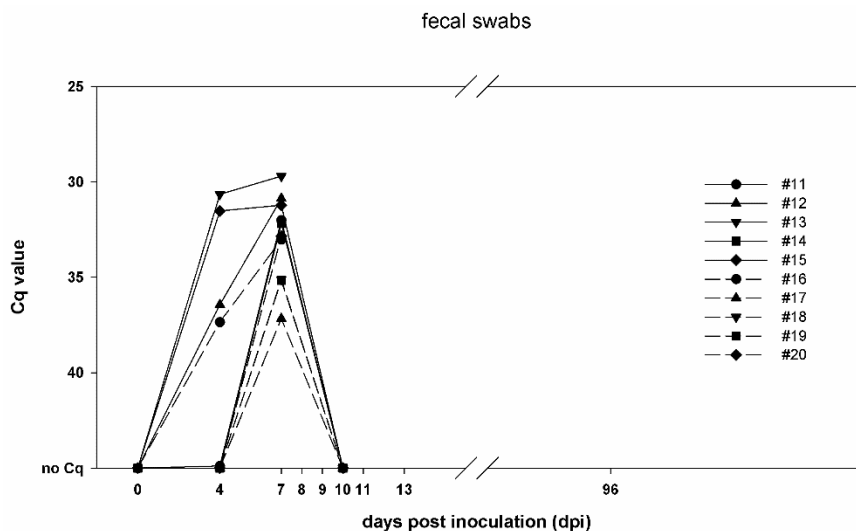 fecal swabs
25
30
35
40
no Cq
Cq value
0 4 7 8 9 10 11 13 96
days post inoculation (dpi)
#11
#12
#13
#14
#15
#16
#17
#18
#19
#20